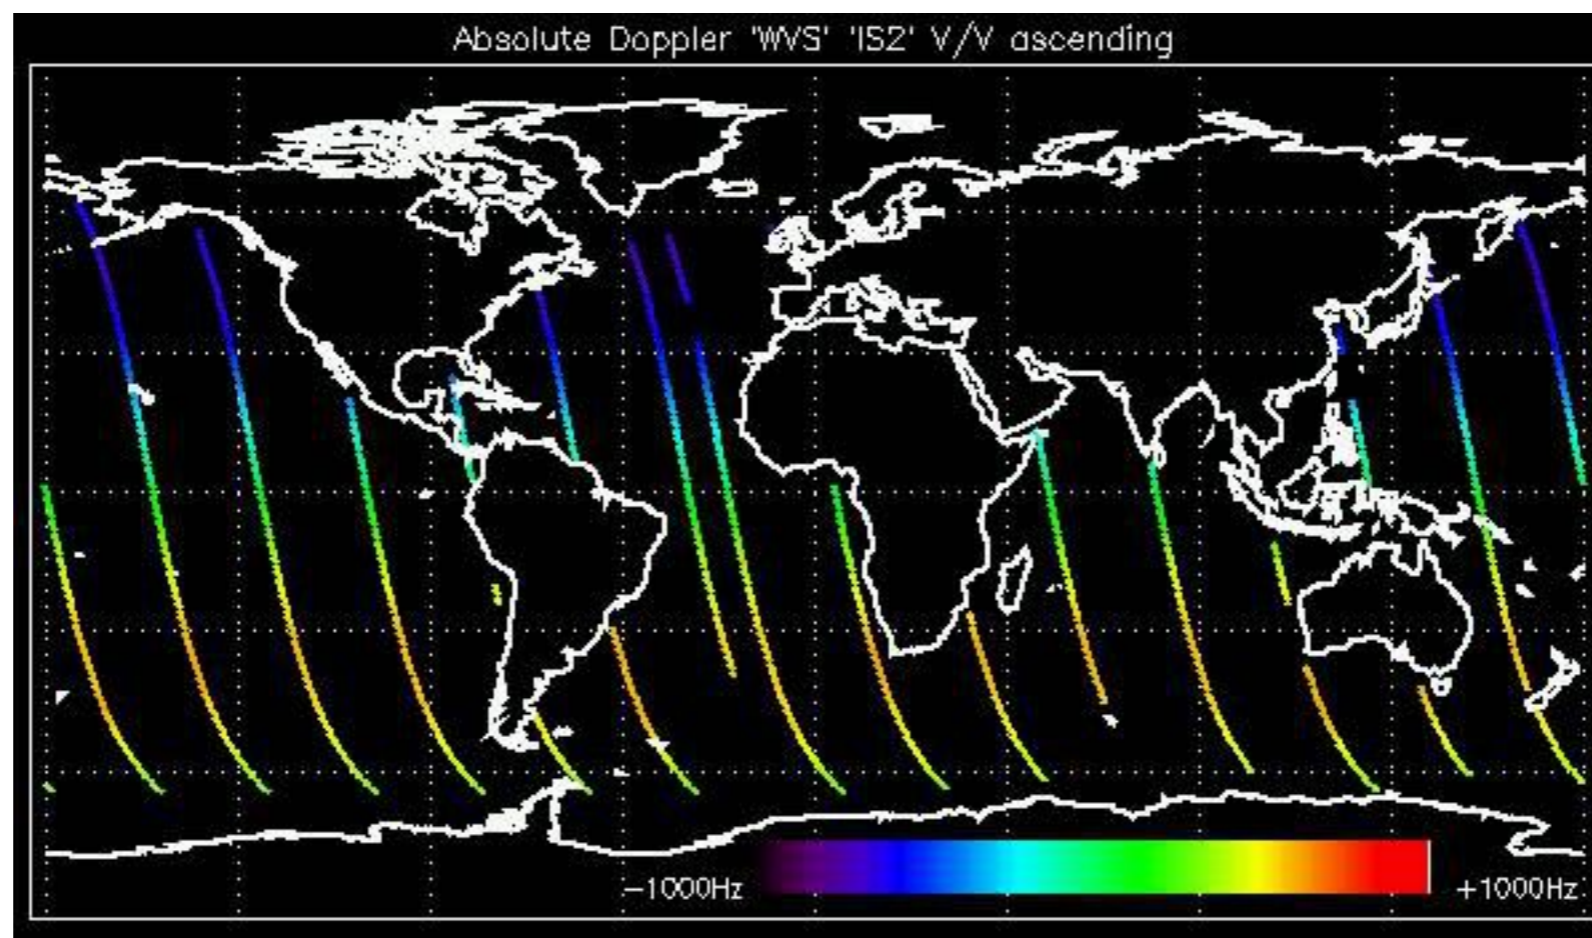 Absolute Doppler 'WVS' 'IS2' V/V ascending
-1000Hz +1000Hz